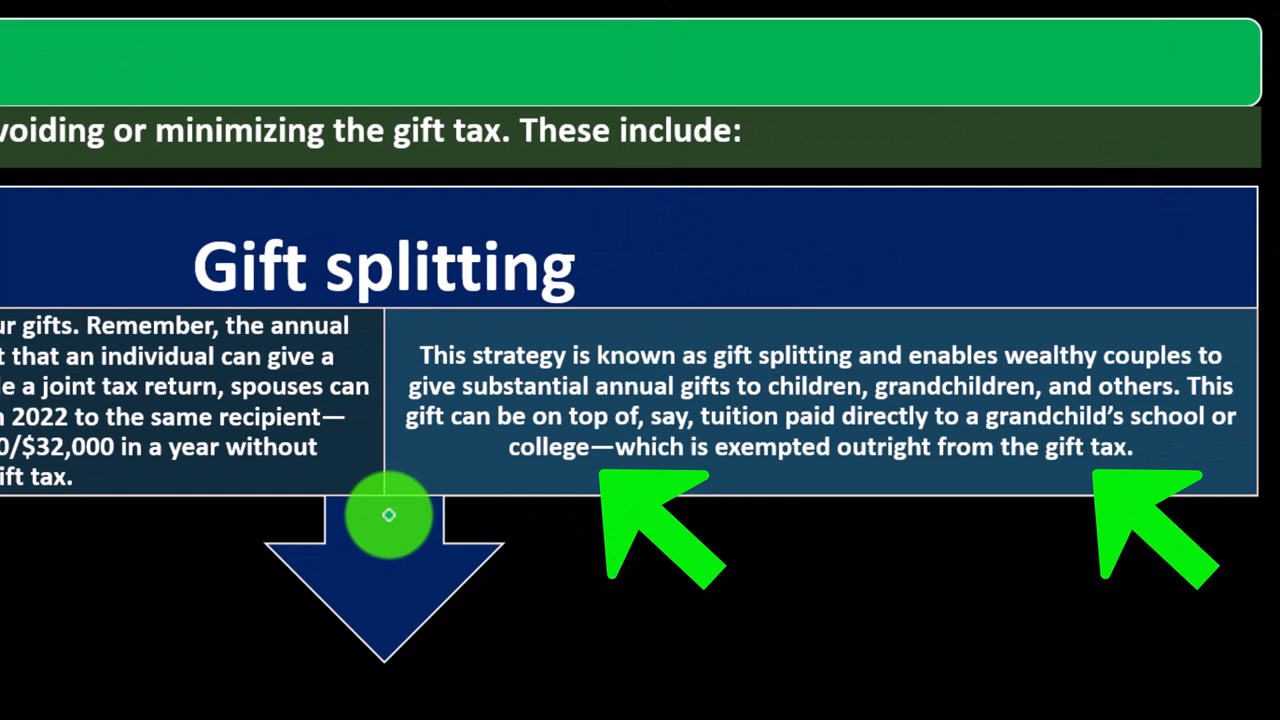 voiding or minimizing the gift tax. These include:
Gift splitting
ur gifts. Remember, the annual
t that an individual can give a
le a joint tax return, spouses can
n 2022 to the same recipient—
0/$32,000 in a year without
ift tax.
This strategy is known as gift splitting and enables wealthy couples to
give substantial annual gifts to children, grandchildren, and others. This
gift can be on top of, say, tuition paid directly to a grandchild’s school or
college—which is exempted outright from the gift tax.